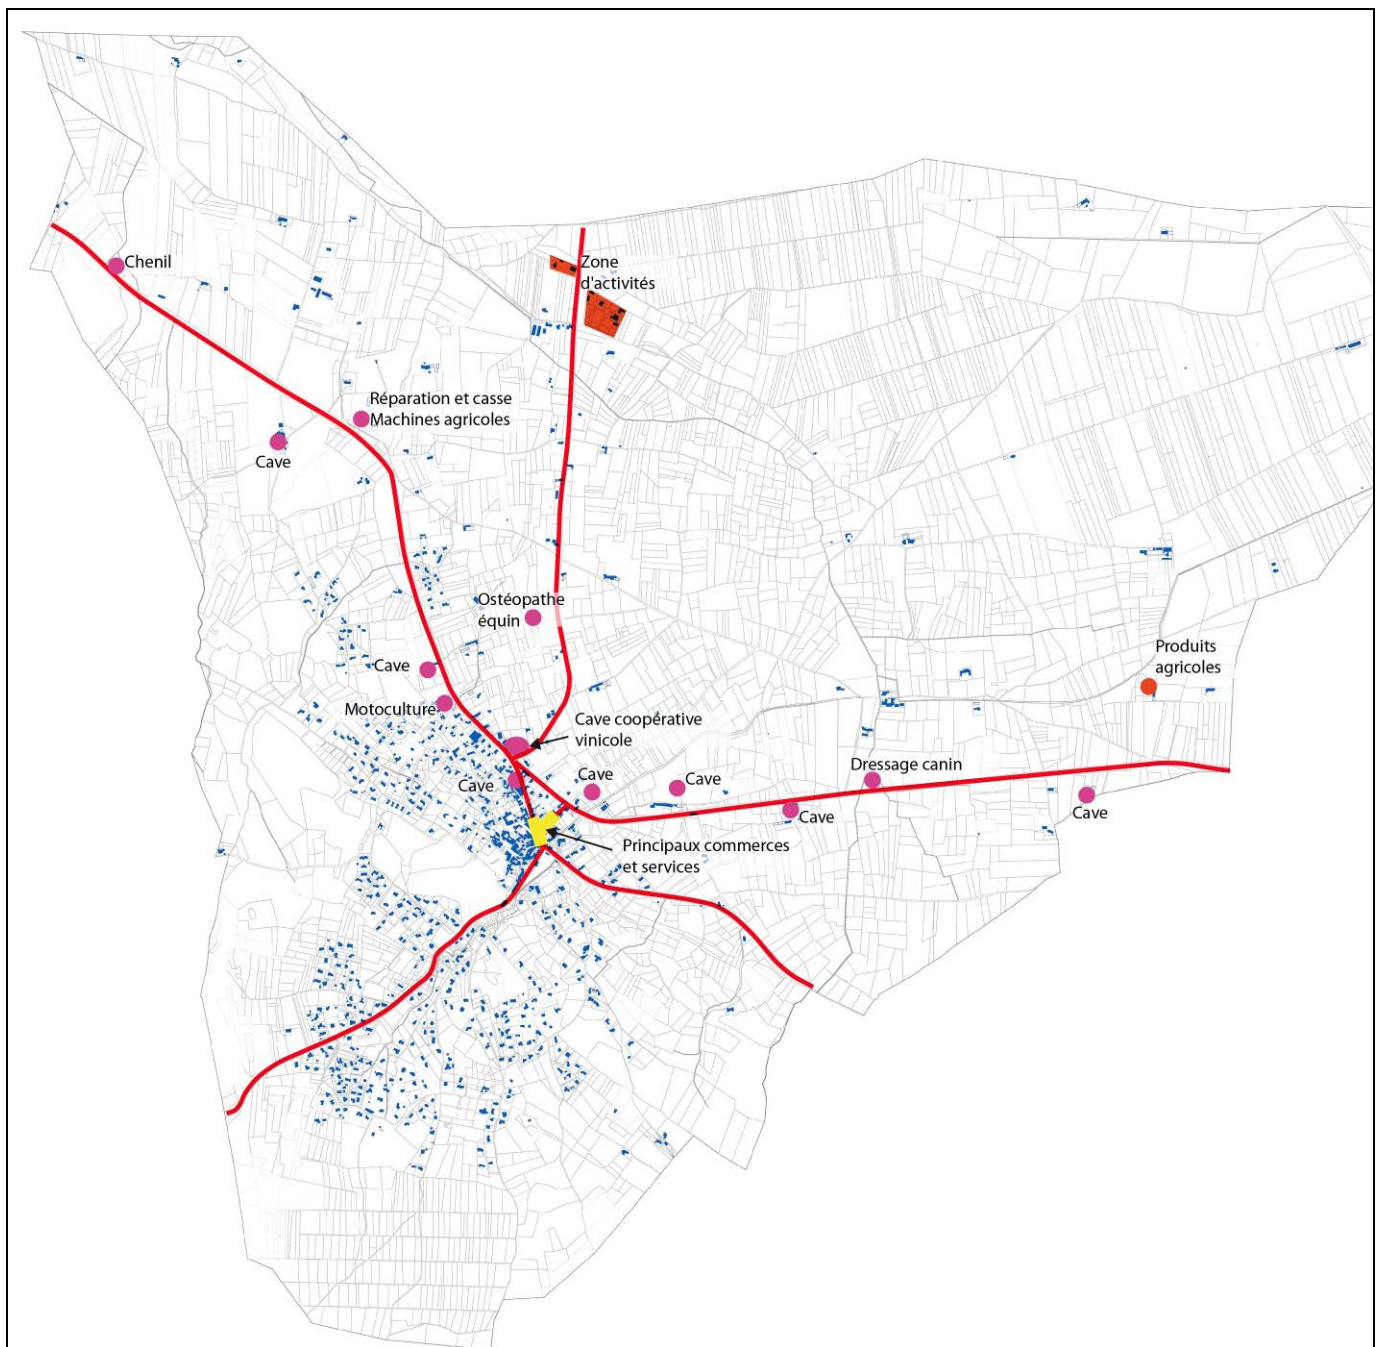 Zone
d'activités
Chenil
Réparation et casse
Machines agricoles
Cave
Ostéopathe
équin
Produits
agricoles
Cave
Motoculture
Cave coopérative
vinicole
Dressage canin
Cave
Cave
Cave
Cave
Cave
Principaux commerces
et services